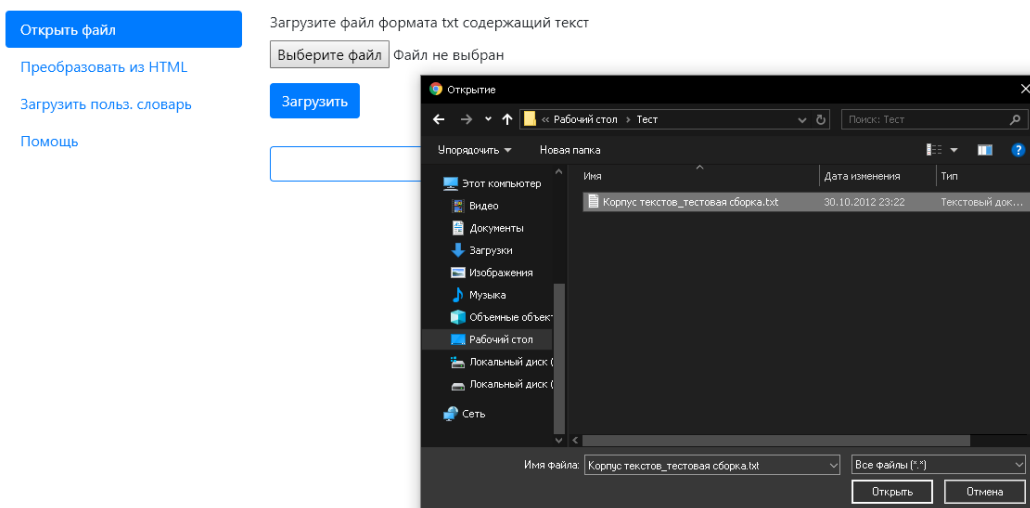 Открыть файл
Преобразовать из HTML
Загрузить польз. словарь
Помощь
Загрузите файл формата txt содержащий текст
Выберите файл Файл не выбран
Загрузить
Открытие
« Рабочий стол › Тест
Поиск: Тест
Упорядочить Новая папка
Этот компьютер
Видео
Документы
Загрузки
Изображения
Музыка
Объемные объек
Рабочий стол
Локальный диск (
Локальный диск (
Сеть
Имя Дата изменения Тип
Корпус текстов_тестовая сборка.txt 30.10.2012 23:22 Текстовый док...
Имя файла: Корпус текстов_тестовая сборка.txt Все файлы (*.*)
Открыть Отмена